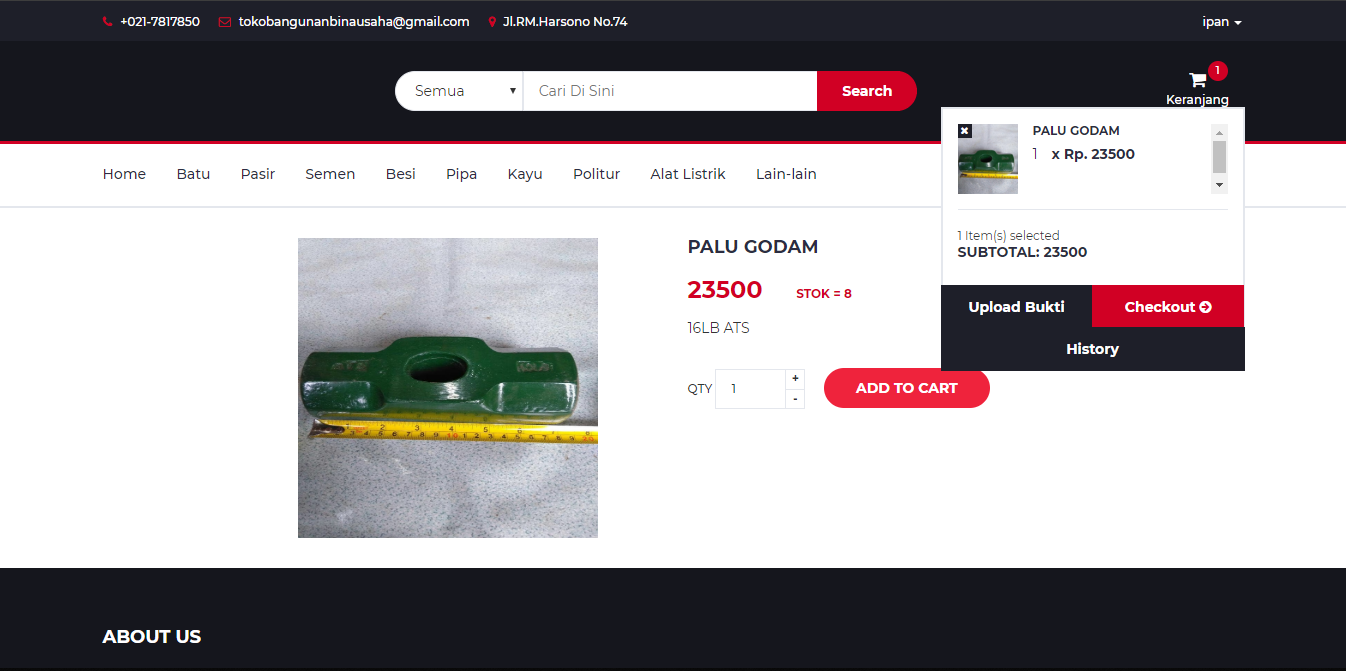 +021-7817850 tokobangunanbinausaha@gmail.com Jl.RM.Harsono No.74 ipan
Semua Cari Di Sini Search
1
Keranjang
Home Batu Pasir Semen Besi Pipa Kayu Politur Alat Listrik Lain-lain
PALU GODAM
1 x Rp. 23500
1 Item(s) selected
SUBTOTAL: 23500
Upload Bukti Checkout
History
PALU GODAM
23500 STOK = 8
16LB ATS
QTY 1 + - ADD TO CART
ABOUT US